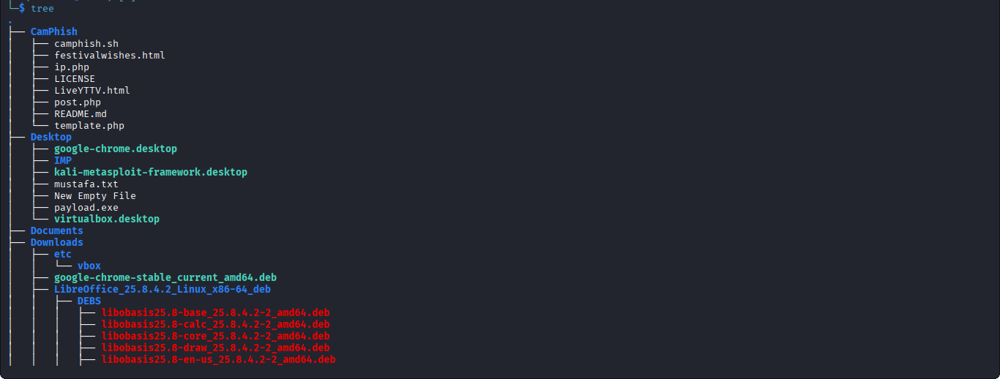 └─$ tree
.
├── CamPhish
│   ├── camphish.sh
│   ├── festivalwishes.html
│   ├── ip.php
│   ├── LICENSE
│   ├── LiveYTTV.html
│   ├── post.php
│   ├── README.md
│   └── template.php
├── Desktop
│   ├── google-chrome.desktop
│   ├── IMP
│   ├── kali-metasploit-framework.desktop
│   ├── mustafa.txt
│   ├── New Empty File
│   ├── payload.exe
│   └── virtualbox.desktop
├── Documents
├── Downloads
│   ├── etc
│   │   └── vbox
│   ├── google-chrome-stable_current_amd64.deb
│   ├── LibreOffice_25.8.4.2_Linux_x86-64_deb
│   │   ├── DEBS
│   │   │   ├── libobasis25.8-base_25.8.4.2-2_amd64.deb
│   │   │   ├── libobasis25.8-calc_25.8.4.2-2_amd64.deb
│   │   │   ├── libobasis25.8-core_25.8.4.2-2_amd64.deb
│   │   │   ├── libobasis25.8-draw_25.8.4.2-2_amd64.deb
│   │   │   ├── libobasis25.8-en-us_25.8.4.2-2_amd64.deb